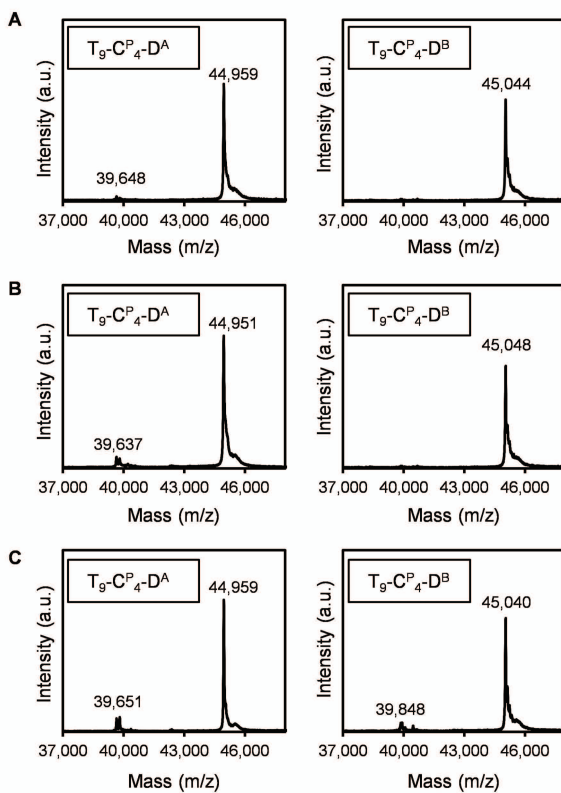 A
T₉-Cᴾ₄-Dᴬ
44,959
39,648
Intensity (a.u.)
37,000 40,000 43,000 46,000
Mass (m/z)
T₉-Cᴾ₄-Dᴮ
45,044
Intensity (a.u.)
37,000 40,000 43,000 46,000
Mass (m/z)
B
T₉-Cᴾ₄-Dᴬ
44,951
39,637
Intensity (a.u.)
37,000 40,000 43,000 46,000
Mass (m/z)
T₉-Cᴾ₄-Dᴮ
45,048
Intensity (a.u.)
37,000 40,000 43,000 46,000
Mass (m/z)
C
T₉-Cᴾ₄-Dᴬ
44,959
39,651
Intensity (a.u.)
37,000 40,000 43,000 46,000
Mass (m/z)
T₉-Cᴾ₄-Dᴮ
45,040
39,848
Intensity (a.u.)
37,000 40,000 43,000 46,000
Mass (m/z)